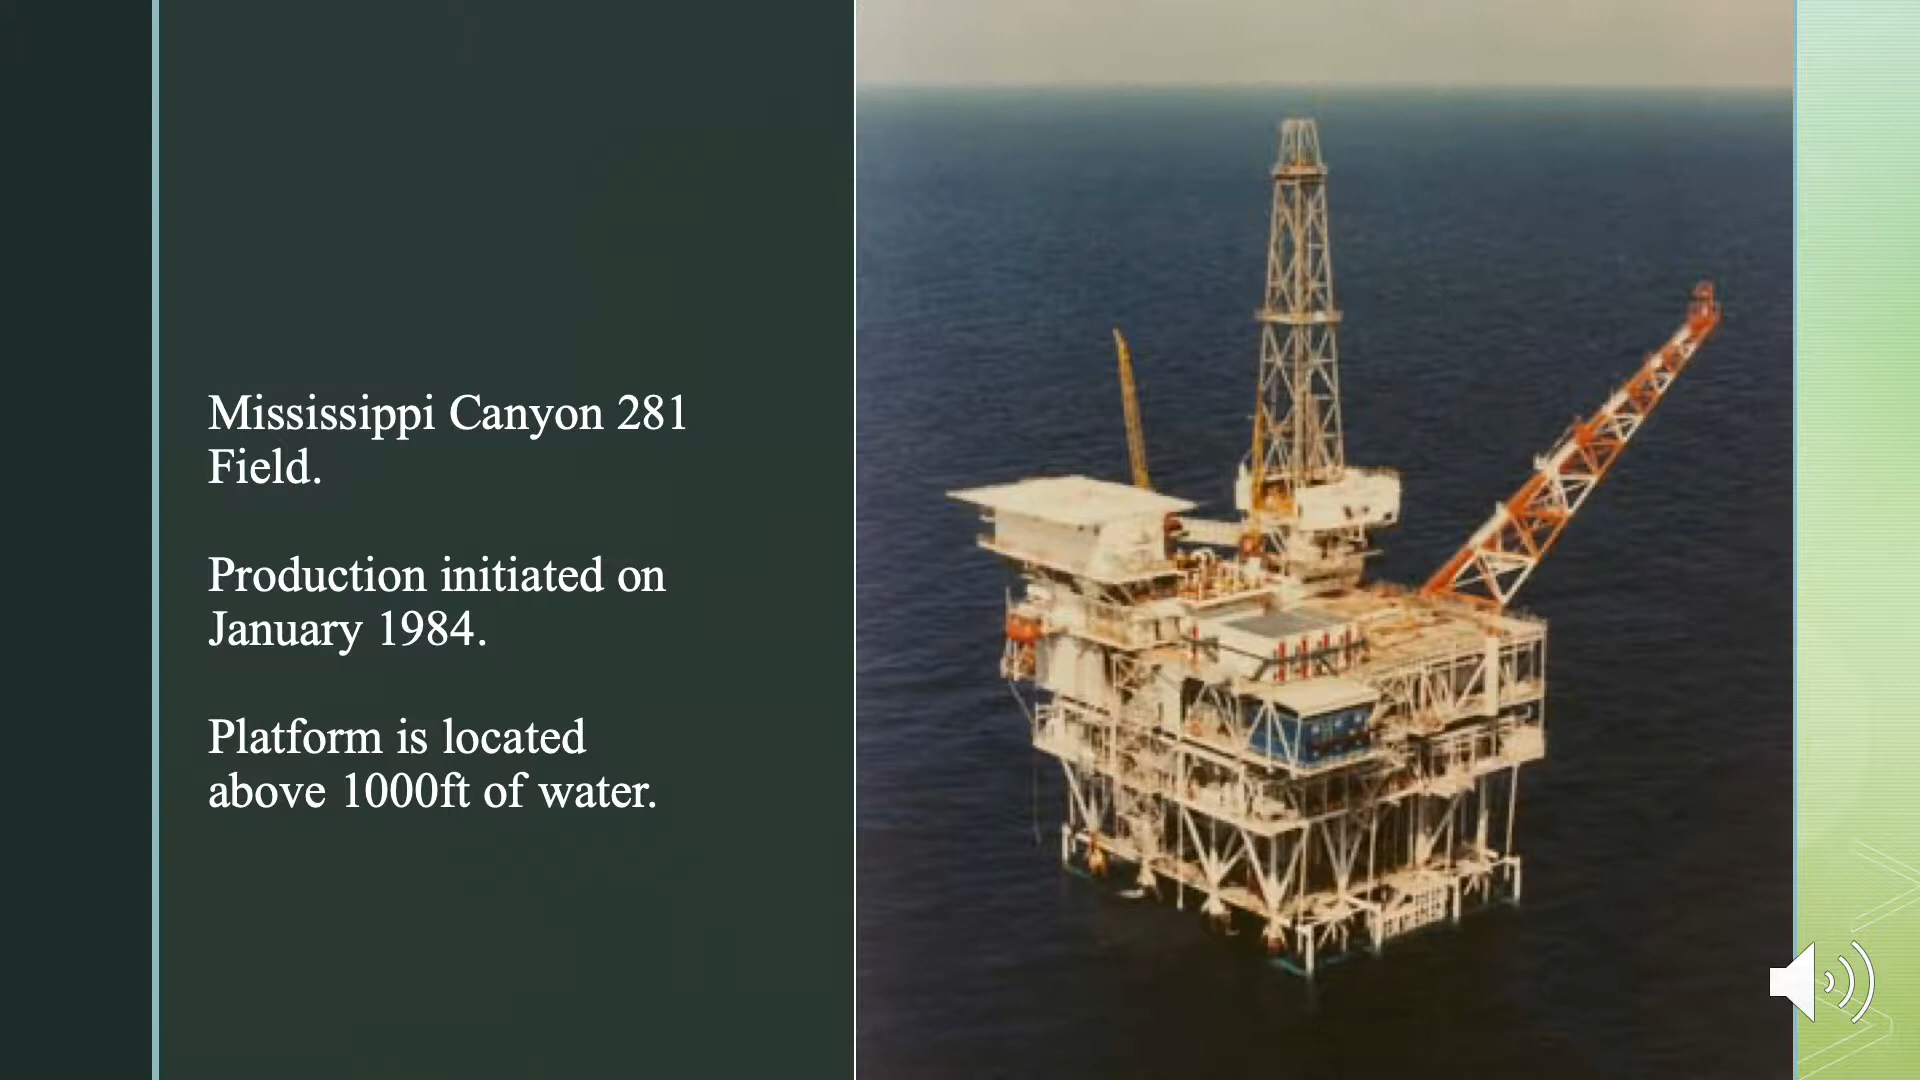 Mississippi Canyon 281
Field.
Production initiated on
January 1984.
Platform is located
above 1000ft of water.